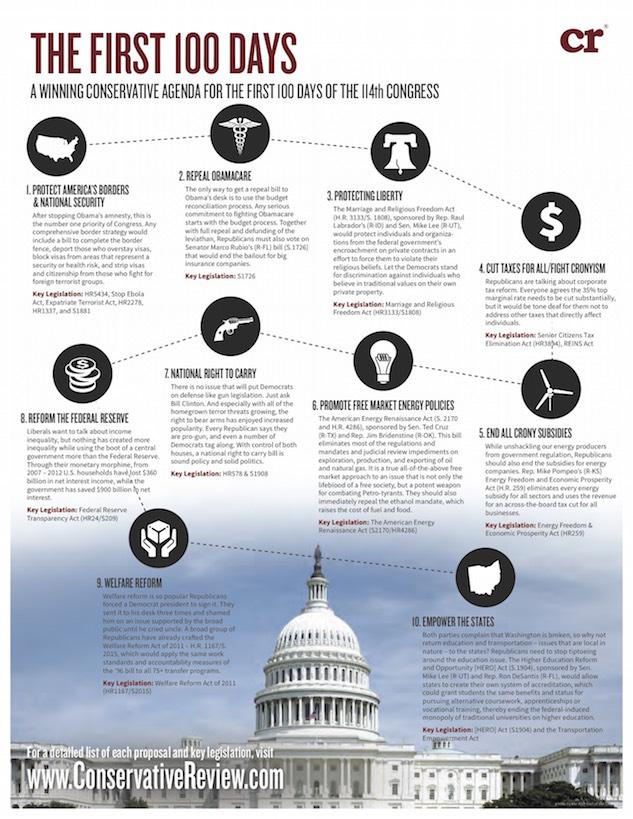 THE FIRST 100 DAYS
cr®
A WINNING CONSERVATIVE AGENDA FOR THE FIRST 100 DAYS OF THE 114th CONGRESS
1. PROTECT AMERICA'S BORDERS
& NATIONAL SECURITY
After stopping Obama's amnesty, this is
the number one priority of Congress. Any
comprehensive border strategy would
include a bill to complete the border
fence, deport those who overstay visas,
block visas from areas that represent a
security or health risk, and strip visas
and citizenship from those who fight for
foreign terrorist groups.
Key Legislation: HR5434, Stop Ebola
Act, Expatriate Terrorist Act, HR2278,
HR1337, and S1881
2. REPEAL OBAMACARE
The only way to get a repeal bill to
Obama's desk is to use the budget
reconciliation process. Any serious
commitment to fighting Obamacare
starts with the budget process. Together
with full repeal and defunding of the
leviathan, Republicans must also vote on
Senator Marco Rubio's (R-FL) bill (S.1726)
that would end the bailout for big
insurance companies.
Key Legislation: S1726
3. PROTECTING LIBERTY
The Marriage and Religious Freedom Act
(H.R. 3133/S. 1808), sponsored by Rep. Raul
Labrador's (R-ID) and Sen. Mike Lee (R-UT),
would protect individuals and organiza-
tions from the federal government's
encroachment on private contracts in an
effort to force them to violate their
religious beliefs. Let the Democrats stand
for discrimination against individuals who
believe in traditional values on their own
private property.
Key Legislation: Marriage and Religious
Freedom Act (HR3133/S1808)
$
4. CUT TAXES FOR ALL/FIGHT CRONYISM
Republicans are talking about corporate
tax reform. Everyone agrees the 35% top
marginal rate needs to be cut substantially,
but it would be tone deaf for them not to
address other taxes that directly affect
individuals.
Key Legislation: Senior Citizens Tax
Elimination Act (HR3894), REINS Act
5. END ALL CRONY SUBSIDIES
While unshackling our energy producers
from government regulation, Republicans
should also end the subsidies for energy
companies. Rep. Mike Pompeo's (R-KS)
Energy Freedom and Economic Prosperity
Act (H.R. 259) eliminates every energy
subsidy for all sectors and uses the revenue
for an across-the-board tax cut for all
businesses.
Key Legislation: Energy Freedom &
Economic Prosperity Act (HR259)
6. PROMOTE FREE MARKET ENERGY POLICIES
The American Energy Renaissance Act (S. 2170
and H.R. 4286), sponsored by Sen. Ted Cruz
(R-TX) and Rep. Jim Bridenstine (R-OK). This bill
eliminates most of the regulations and
mandates and judicial review impediments on
exploration, production, and exporting of oil
and natural gas. It is a true all-of-the-above free
market approach to an issue that is not only the
lifeblood of a free society, but a potent weapon
for combating Petro-tyrants. They should also
immediately repeal the ethanol mandate, which
raises the cost of fuel and food.
Key Legislation: The American Energy
Renaissance Act (S2170/HR4286)
7. NATIONAL RIGHT TO CARRY
There is no issue that will put Democrats
on defense like gun legislation. Just ask
Bill Clinton. And especially with all of the
homegrown terror threats growing, the
right to bear arms has enjoyed increased
popularity. Every Republican says they
are pro-gun, and even a number of
Democrats tag along. With control of both
houses, a national right to carry bill is
sound policy and solid politics.
Key Legislation: HR578 & S1908
8. REFORM THE FEDERAL RESERVE
Liberals want to talk about income
inequality, but nothing has created more
inequality while using the boot of a central
government more than the Federal Reserve.
Through their monetary morphine, from
2007 – 2012 U.S. households have lost $360
billion in net interest income, while the
government has saved $900 billion in net
interest.
Key Legislation: Federal Reserve
Transparency Act (HR24/S209)
9. WELFARE REFORM
Welfare reform is so popular Republicans
forced a Democrat president to sign it. They
sent it to his desk three times and shamed
him on an issue supported by the broad
public until he cried uncle. A broad group of
Republicans have already crafted the
Welfare Reform Act of 2011 – H.R. 1167/S.
2015, which would apply the same work
standards and accountability measures of
the '96 bill to all 75+ transfer programs.
Key Legislation: Welfare Reform Act of 2011
(HR1167/S2015)
10. EMPOWER THE STATES
Both parties complain that Washington is broken, so why not
return education and transportation – issues that are local in
nature – to the states? Republicans need to stop tiptoeing
around the education issue. The Higher Education Reform
and Opportunity [HERO] Act (S.1904), sponsored by Sen.
Mike Lee (R-UT) and Rep. Ron DeSantis (R-FL), would allow
states to create their own system of accreditation, which
could grant students the same benefits and status for
pursuing alternative coursework, apprenticeships or
vocational training, thereby ending the federal-induced
monopoly of traditional universities on higher education.
Key Legislation: [HERO] Act (S1904) and the Transportation
Empowerment Act
For a detailed list of each proposal and key legislation, visit
www.ConservativeReview.com